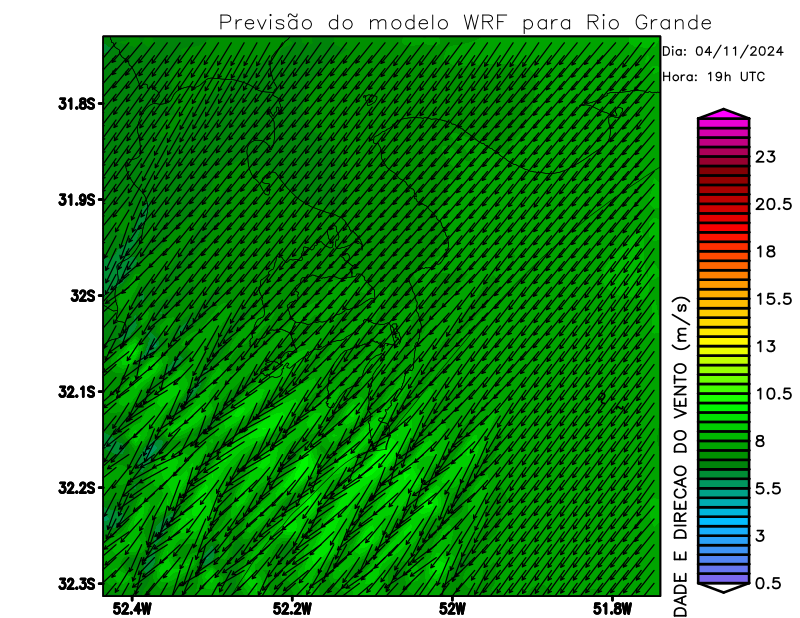 Previsão do modelo WRF para Rio Grande
Dia: 04/11/2024
Hora: 19h UTC
31.8S
31.9S
32S
32.1S
32.2S
32.3S
52.4W
52.2W
52W
51.8W
23
20.5
18
15.5
13
10.5
8
5.5
3
0.5
DADE E DIRECAO DO VENTO (m/s)